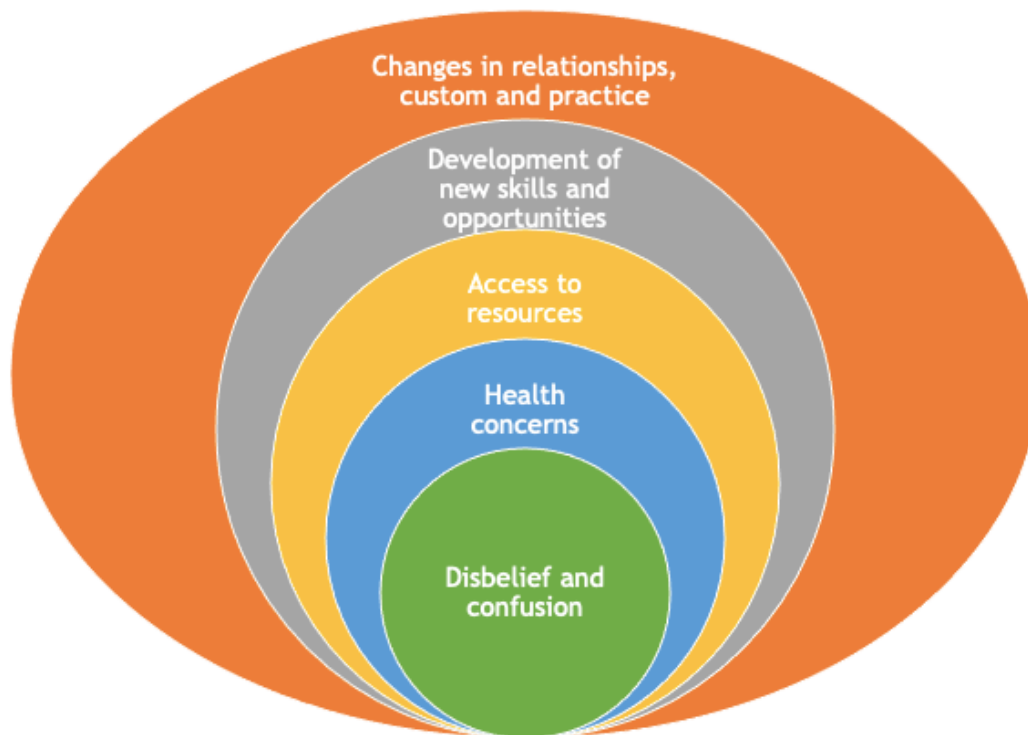 Changes in relationships,
custom and practice
Development of
new skills and
opportunities
Access to
resources
Health
concerns
Disbelief and
confusion